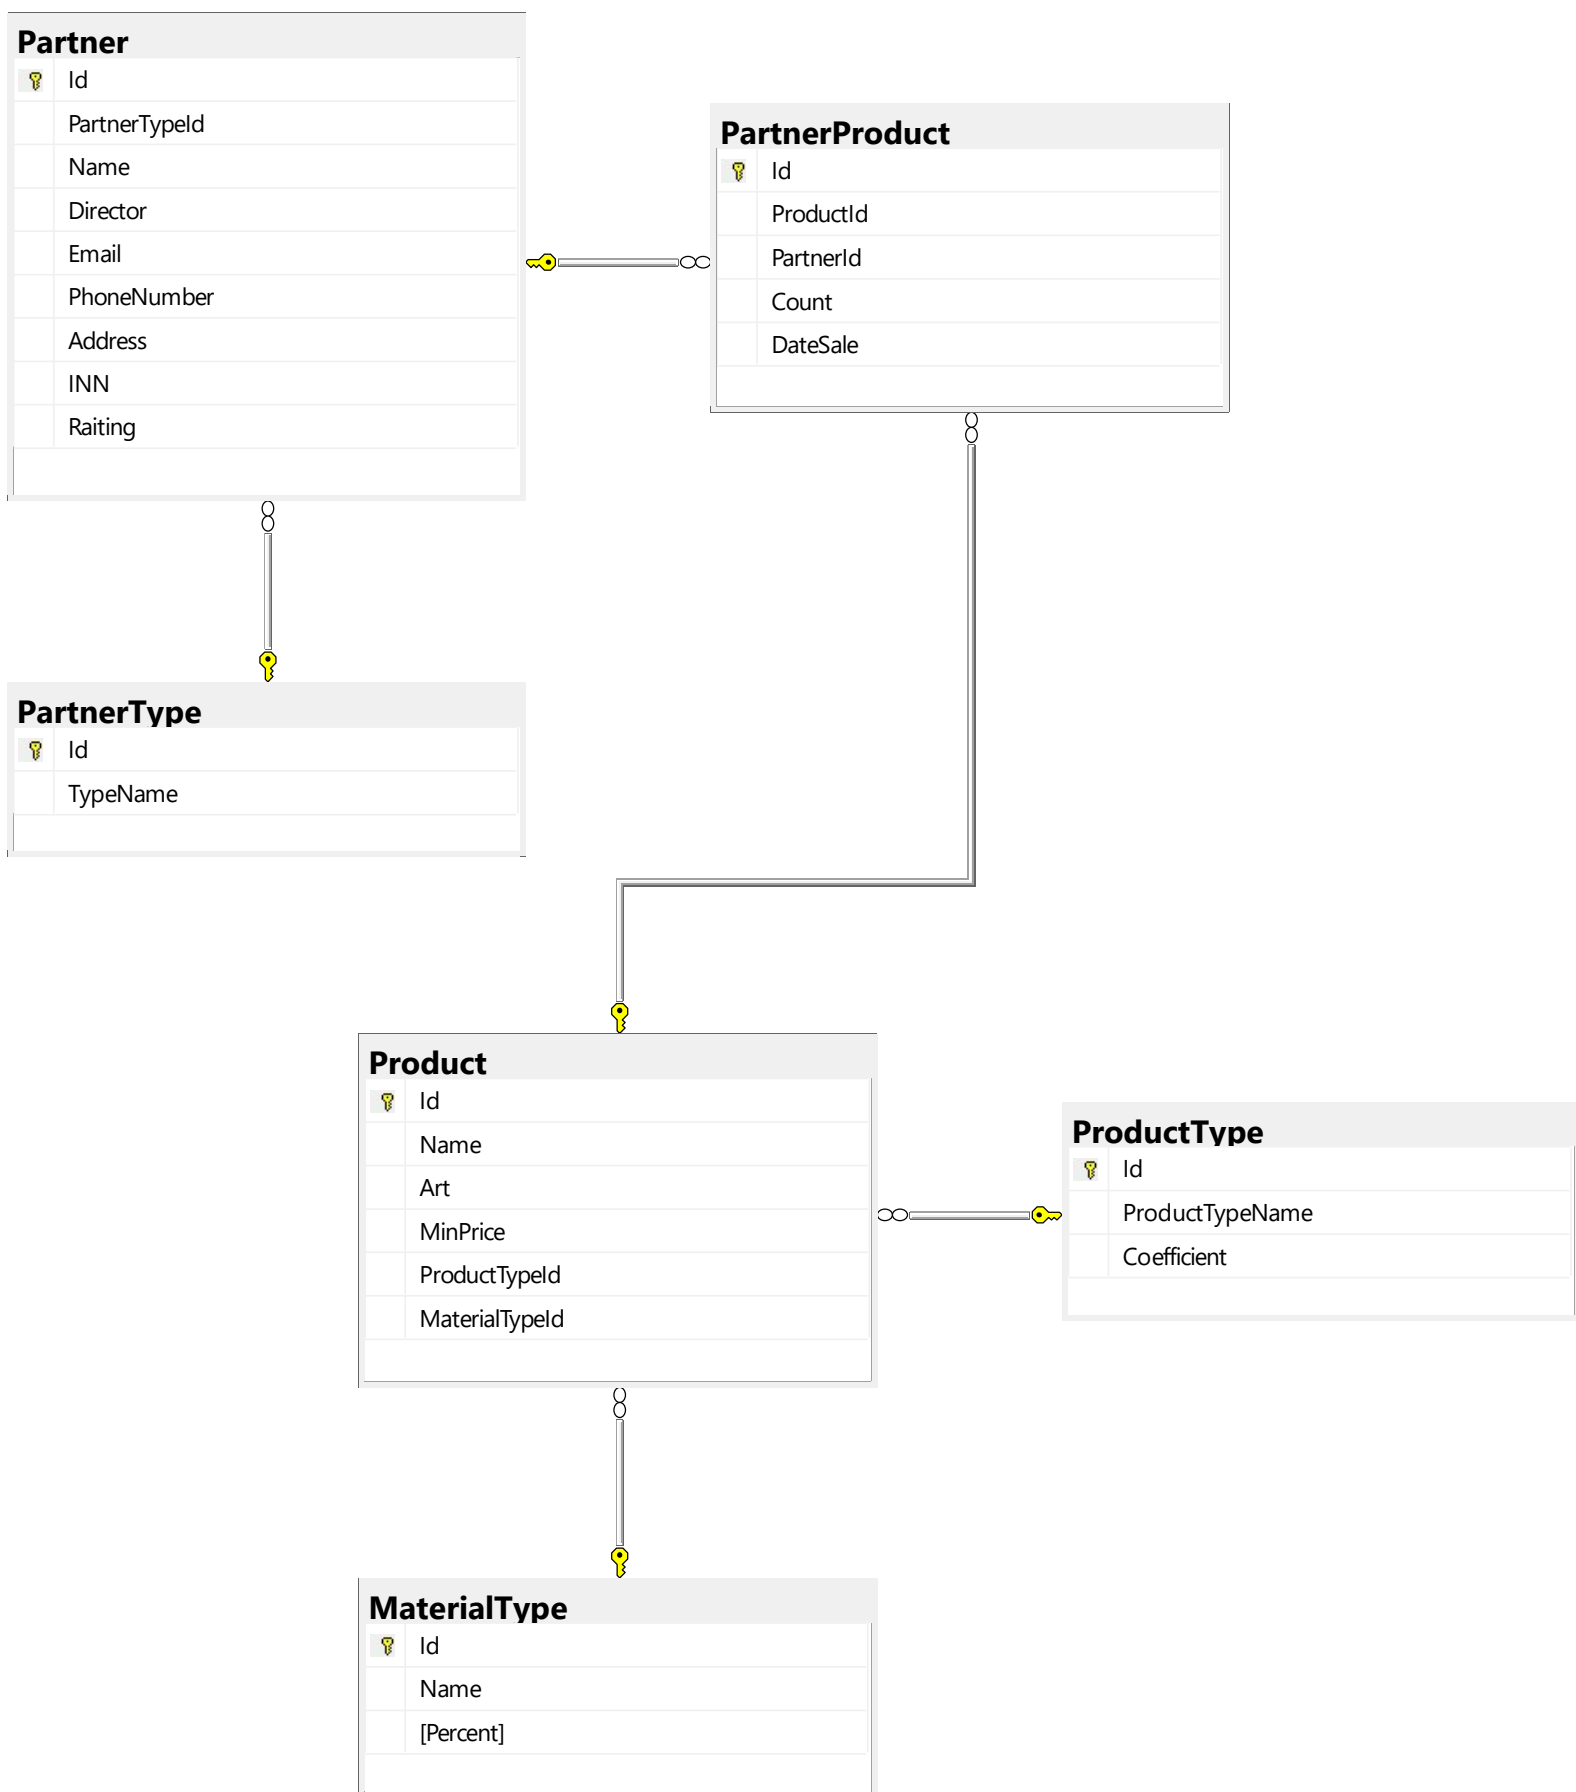 Partner
Id
PartnerTypeId
Name
Director
Email
PhoneNumber
Address
INN
Raiting
PartnerProduct
Id
ProductId
PartnerId
Count
DateSale
PartnerType
Id
TypeName
Product
Id
Name
Art
MinPrice
ProductTypeId
MaterialTypeId
ProductType
Id
ProductTypeName
Coefficient
MaterialType
Id
Name
[Percent]